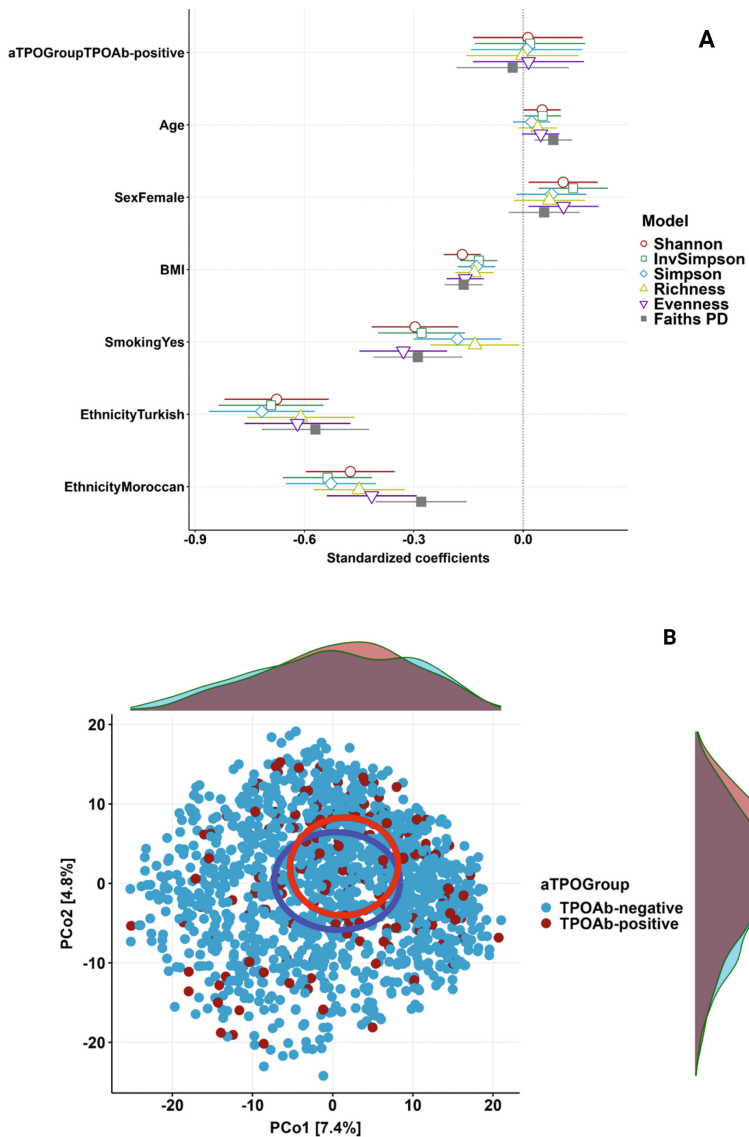 A
aTPOGroupTPOAb-positive
Age
SexFemale
BMI
SmokingYes
EthnicityTurkish
EthnicityMoroccan
-0.9 -0.6 -0.3 0.0
Standardized coefficients
Model
Shannon
InvSimpson
Simpson
Richness
Evenness
Faiths PD
B
20
10
0
-10
-20
PCo2 [4.8%]
-20 -10 0 10 20
PCo1 [7.4%]
aTPOGroup
TPOAb-negative
TPOAb-positive